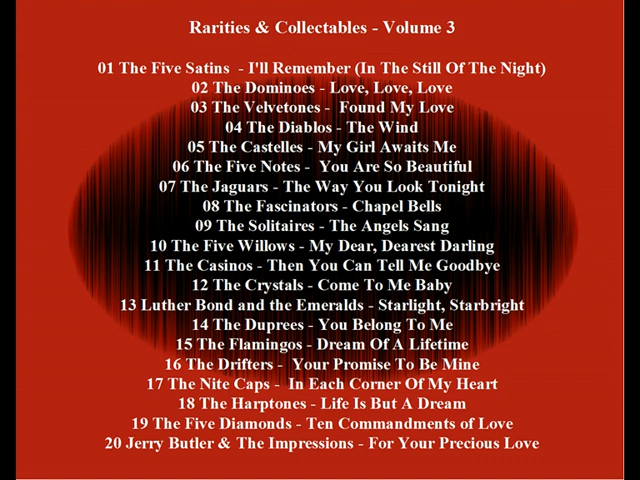 Rarities & Collectables - Volume 3
01 The Five Satins - I'll Remember (In The Still Of The Night)
02 The Dominoes - Love, Love, Love
03 The Velvetones - Found My Love
04 The Diablos - The Wind
05 The Castelles - My Girl Awaits Me
06 The Five Notes - You Are So Beautiful
07 The Jaguars - The Way You Look Tonight
08 The Fascinators - Chapel Bells
09 The Solitaires - The Angels Sang
10 The Five Willows - My Dear, Dearest Darling
11 The Casinos - Then You Can Tell Me Goodbye
12 The Crystals - Come To Me Baby
13 Luther Bond and the Emeralds - Starlight, Starbright
14 The Duprees - You Belong To Me
15 The Flamingos - Dream Of A Lifetime
16 The Drifters - Your Promise To Be Mine
17 The Nite Caps - In Each Corner Of My Heart
18 The Harptones - Life Is But A Dream
19 The Five Diamonds - Ten Commandments of Love
20 Jerry Butler & The Impressions - For Your Precious Love